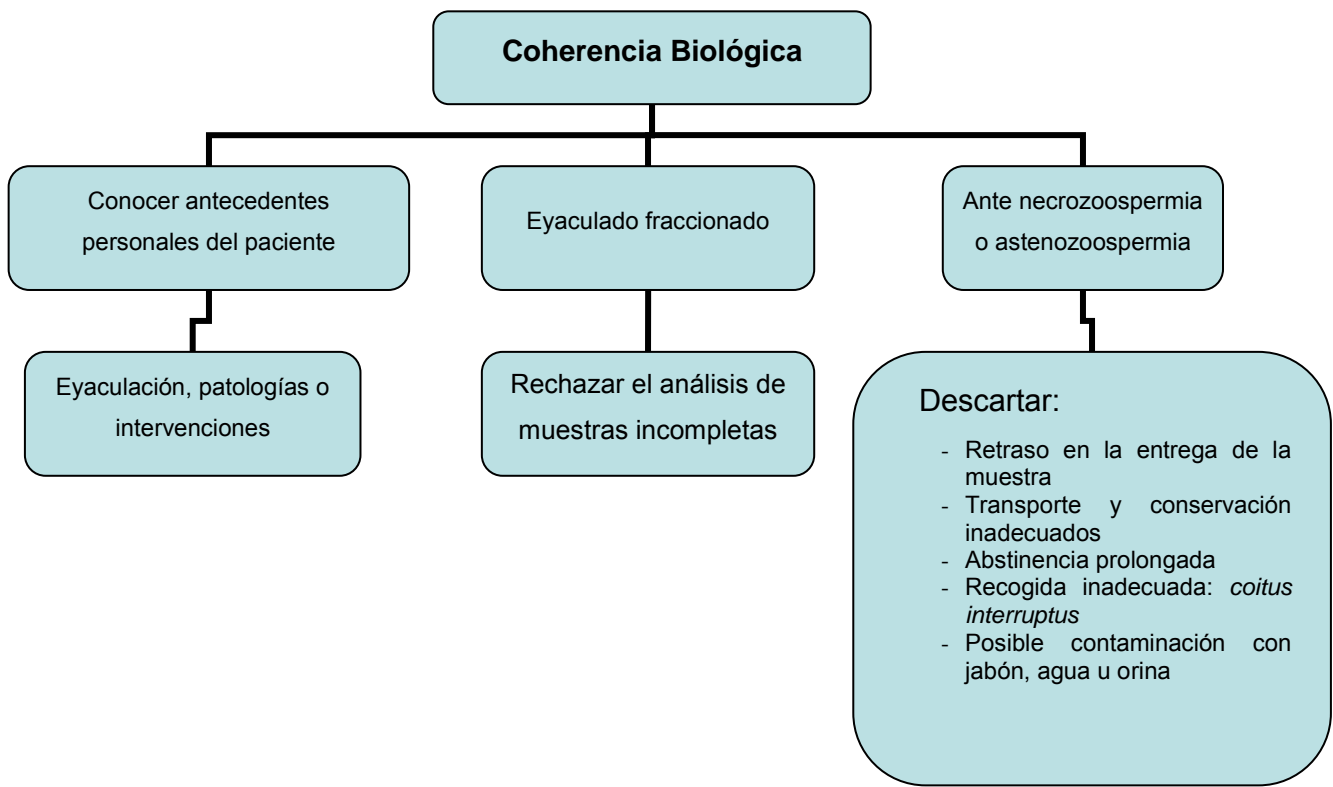 Coherencia Biológica
Conocer antecedentes
personales del paciente
Eyaculado fraccionado
Ante necrozoospermia
o astenozoospermia
Eyaculación, patologías o
intervenciones
Rechazar el análisis de
muestras incompletas
Descartar:
- Retraso en la entrega de la
muestra
- Transporte y conservación
inadecuados
- Abstinencia prolongada
- Recogida inadecuada: coitus
interruptus
- Posible contaminación con
jabón, agua u orina